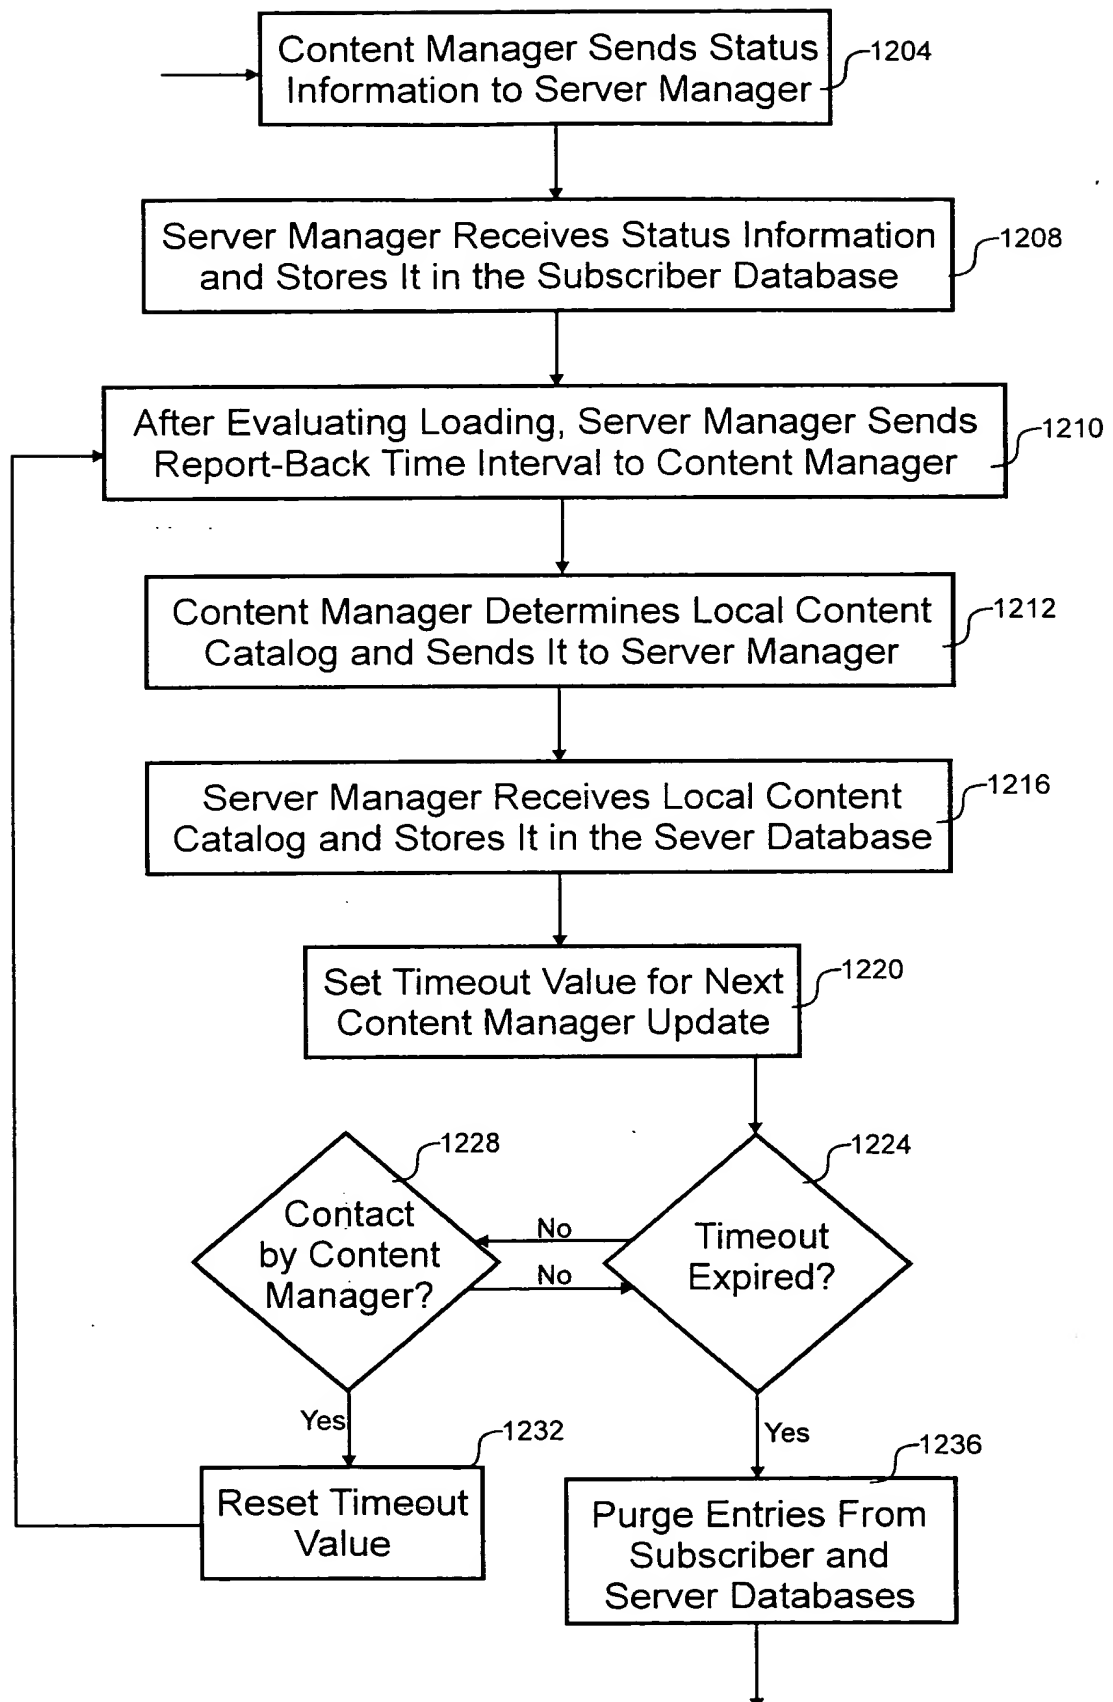 Content Manager Sends Status
Information to Server Manager
1204
Server Manager Receives Status Information
and Stores It in the Subscriber Database
1208
After Evaluating Loading, Server Manager Sends
Report-Back Time Interval to Content Manager
1210
Content Manager Determines Local Content
Catalog and Sends It to Server Manager
1212
Server Manager Receives Local Content
Catalog and Stores It in the Sever Database
1216
Set Timeout Value for Next
Content Manager Update
1220
1228
Contact
by Content
Manager?
No
No
1224
Timeout
Expired?
Yes
1232
Reset Timeout
Value
Yes
1236
Purge Entries From
Subscriber and
Server Databases